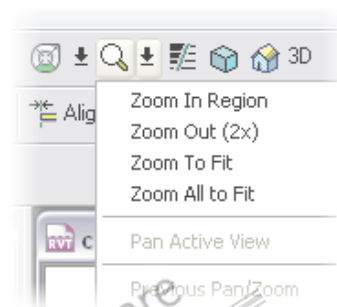 3D
Alig
Zoom In Region
Zoom Out (2x)
Zoom To Fit
Zoom All to Fit
RVT c
Pan Active View
Previous Pan/Zoom